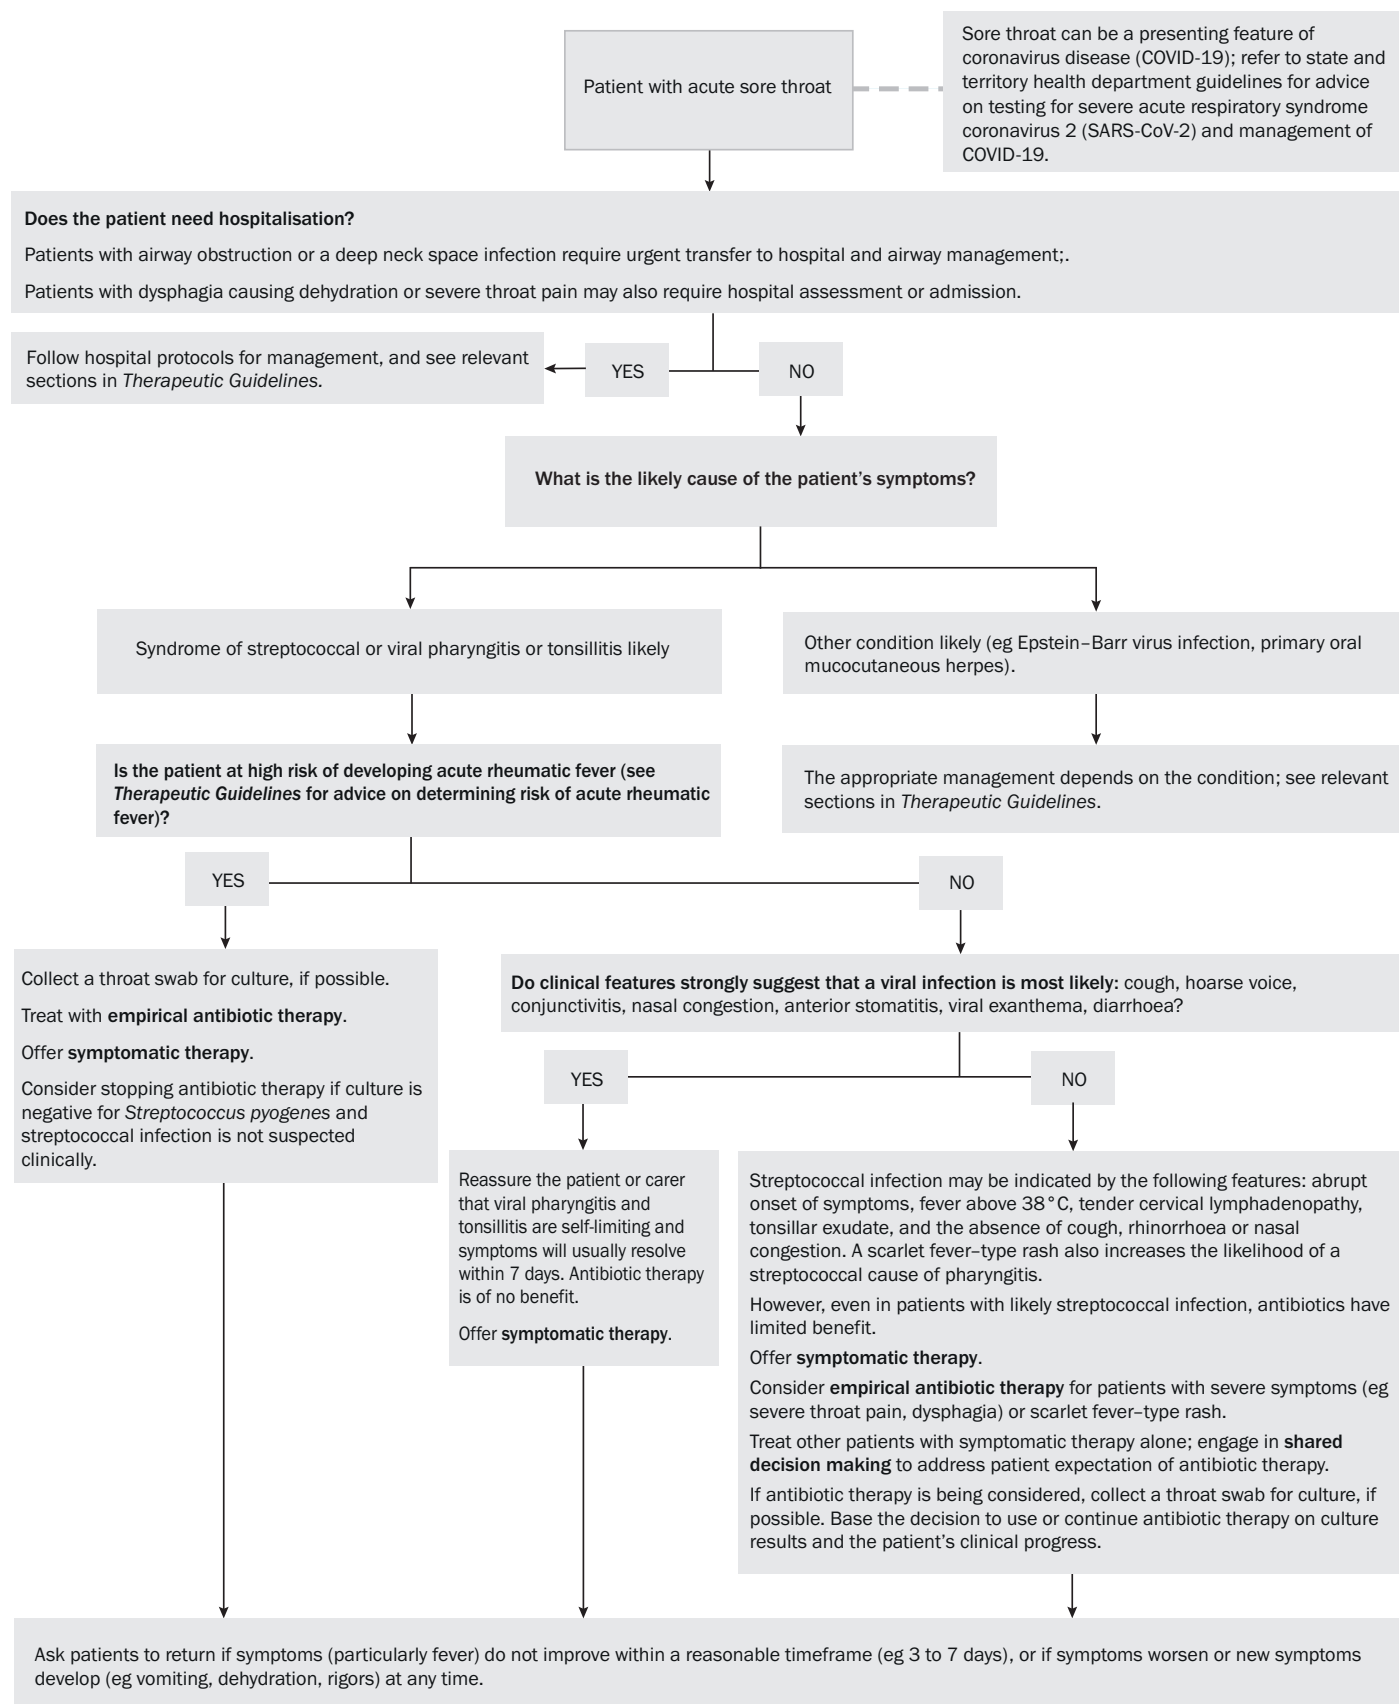 Patient with acute sore throat
Sore throat can be a presenting feature of
coronavirus disease (COVID-19); refer to state and
territory health department guidelines for advice
on testing for severe acute respiratory syndrome
coronavirus 2 (SARS-CoV-2) and management of
COVID-19.
Does the patient need hospitalisation?
Patients with airway obstruction or a deep neck space infection require urgent transfer to hospital and airway management;.
Patients with dysphagia causing dehydration or severe throat pain may also require hospital assessment or admission.
Follow hospital protocols for management, and see relevant
sections in Therapeutic Guidelines.
YES
NO
What is the likely cause of the patient's symptoms?
Syndrome of streptococcal or viral pharyngitis or tonsillitis likely
Other condition likely (eg Epstein–Barr virus infection, primary oral
mucocutaneous herpes).
Is the patient at high risk of developing acute rheumatic fever (see
Therapeutic Guidelines for advice on determining risk of acute rheumatic
fever)?
The appropriate management depends on the condition; see relevant
sections in Therapeutic Guidelines.
YES
NO
Collect a throat swab for culture, if possible.
Treat with empirical antibiotic therapy.
Offer symptomatic therapy.
Consider stopping antibiotic therapy if culture is
negative for Streptococcus pyogenes and
streptococcal infection is not suspected
clinically.
Do clinical features strongly suggest that a viral infection is most likely: cough, hoarse voice,
conjunctivitis, nasal congestion, anterior stomatitis, viral exanthema, diarrhoea?
YES
NO
Reassure the patient or carer
that viral pharyngitis and
tonsillitis are self-limiting and
symptoms will usually resolve
within 7 days. Antibiotic therapy
is of no benefit.
Offer symptomatic therapy.
Streptococcal infection may be indicated by the following features: abrupt
onset of symptoms, fever above 38°C, tender cervical lymphadenopathy,
tonsillar exudate, and the absence of cough, rhinorrhoea or nasal
congestion. A scarlet fever–type rash also increases the likelihood of a
streptococcal cause of pharyngitis.
However, even in patients with likely streptococcal infection, antibiotics have
limited benefit.
Offer symptomatic therapy.
Consider empirical antibiotic therapy for patients with severe symptoms (eg
severe throat pain, dysphagia) or scarlet fever–type rash.
Treat other patients with symptomatic therapy alone; engage in shared
decision making to address patient expectation of antibiotic therapy.
If antibiotic therapy is being considered, collect a throat swab for culture, if
possible. Base the decision to use or continue antibiotic therapy on culture
results and the patient's clinical progress.
Ask patients to return if symptoms (particularly fever) do not improve within a reasonable timeframe (eg 3 to 7 days), or if symptoms worsen or new symptoms
develop (eg vomiting, dehydration, rigors) at any time.